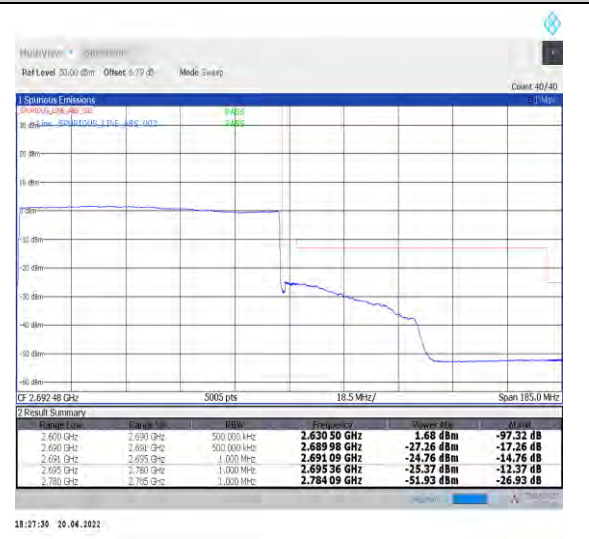 MultiView
Ref Level 30.00 dBm Offset 6.79 dB Mode Sweep
Count 40/40
1 Spurious Emissions
SPURIOUS_LINE_ABS_002 PASS
30 dBm Line _SPURIOUS_LINE_ABS_002 PASS
20 dBm
10 dBm
0 dBm
-10 dBm
-20 dBm
-30 dBm
-40 dBm
-50 dBm
-60 dBm
CF 2.692 48 GHz 5005 pts 18.5 MHz/ Span 185.0 MHz
2 Result Summary
Range Low Range Up RBW Frequency Power Abs ΔLimit
2.600 GHz 2.690 GHz 500.000 kHz 2.630 50 GHz 1.68 dBm -97.32 dB
2.690 GHz 2.691 GHz 500.000 kHz 2.689 98 GHz -27.26 dBm -17.26 dB
2.691 GHz 2.695 GHz 1.000 MHz 2.691 09 GHz -24.76 dBm -14.76 dB
2.695 GHz 2.780 GHz 1.000 MHz 2.695 36 GHz -25.37 dBm -12.37 dB
2.780 GHz 2.785 GHz 1.000 MHz 2.784 09 GHz -51.93 dBm -26.93 dB
18:27:30 20.04.2022